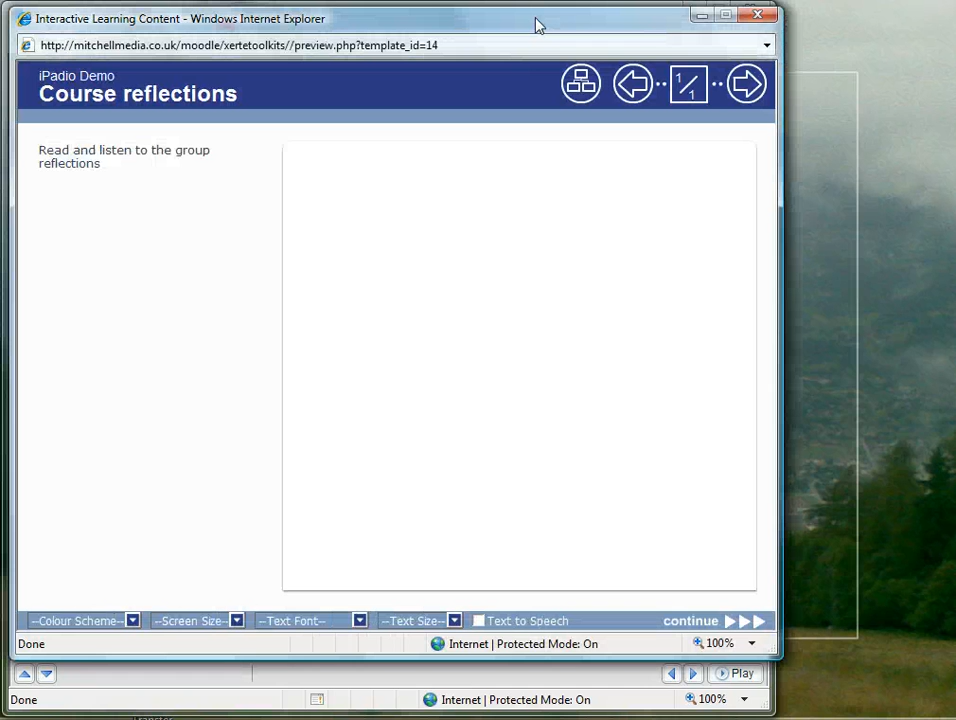 Interactive Learning Content - Windows Internet Explorer
http://mitchellmedia.co.uk/moodle/xertetoolkits//preview.php?template_id=14
iPadio Demo
Course reflections
1/1
Read and listen to the group
reflections
--Colour Scheme--
--Screen Size--
--Text Font--
--Text Size--
Text to Speech
continue
Done
Internet | Protected Mode: On
100%
Play
Done
Internet | Protected Mode: On
100%